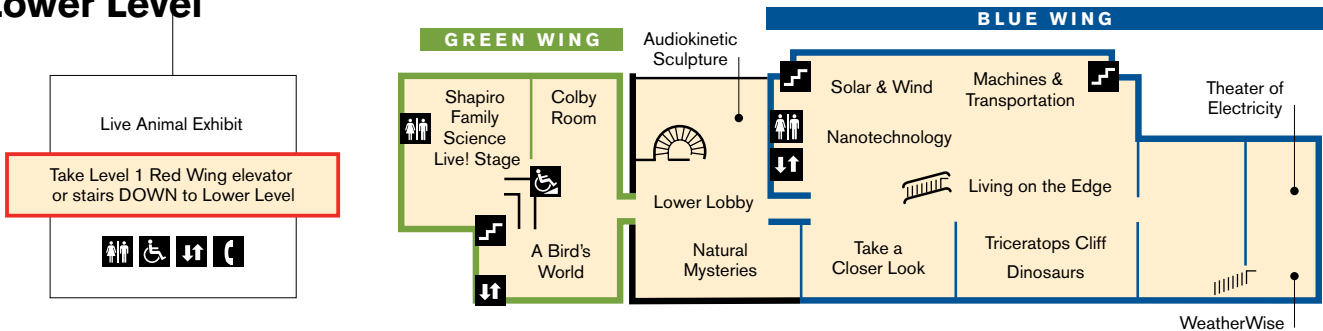 Lower Level
Live Animal Exhibit
Take Level 1 Red Wing elevator
or stairs DOWN to Lower Level
GREEN WING
Shapiro
Family
Science
Live! Stage
Colby
Room
A Bird's
World
Audiokinetic
Sculpture
Lower Lobby
Natural
Mysteries
BLUE WING
Solar & Wind
Machines &
Transportation
Nanotechnology
Living on the Edge
Take a
Closer Look
Triceratops Cliff
Dinosaurs
Theater of
Electricity
WeatherWise